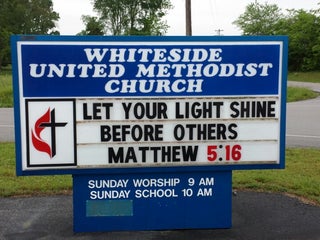 WHITESIDE
UNITED METHODIST
CHURCH
LET YOUR LIGHT SHINE
BEFORE OTHERS
MATTHEW 5:16
SUNDAY WORSHIP 9 AM
SUNDAY SCHOOL 10 AM